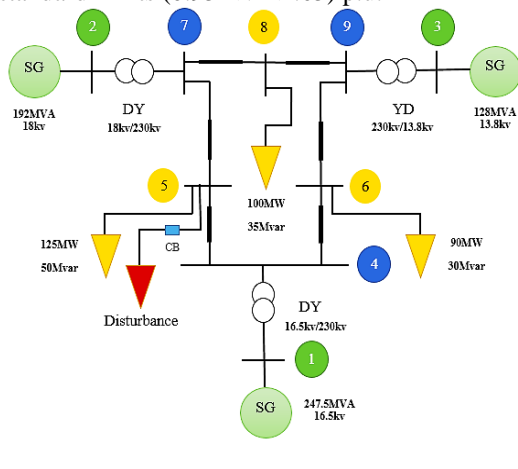 2
7
8
9
3
SG
SG
192MVA
18kv
DY
18kv/230kv
YD
230kv/13.8kv
128MVA
13.8kv
5
6
100MW
35Mvar
125MW
50Mvar
CB
90MW
30Mvar
4
Disturbance
DY
16.5kv/230kv
1
SG
247.5MVA
16.5kv